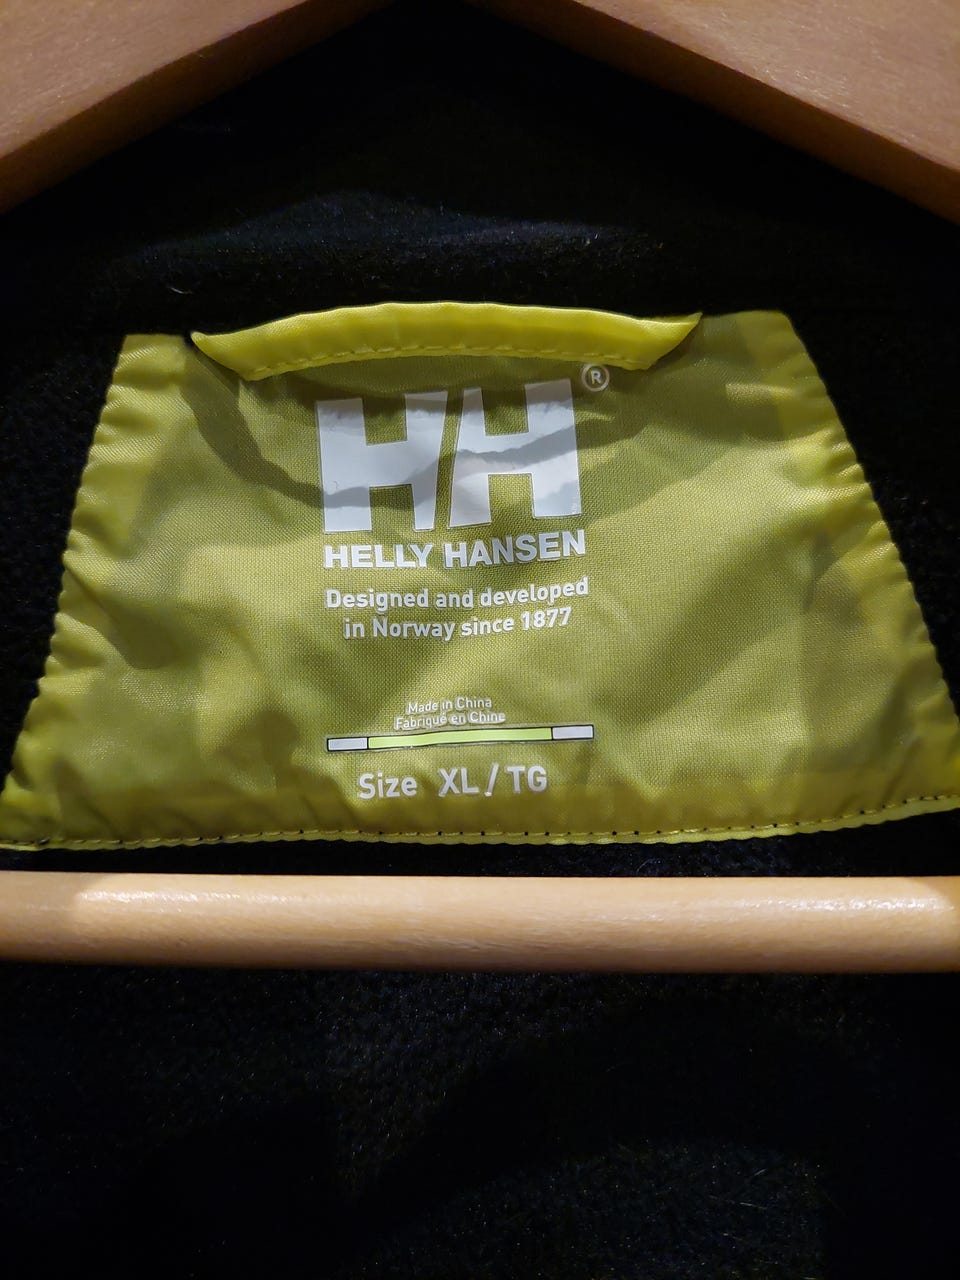 HH®
HELLY HANSEN
Designed and developed
in Norway since 1877
Made in China
Fabriqué en Chine
Size XL / TG